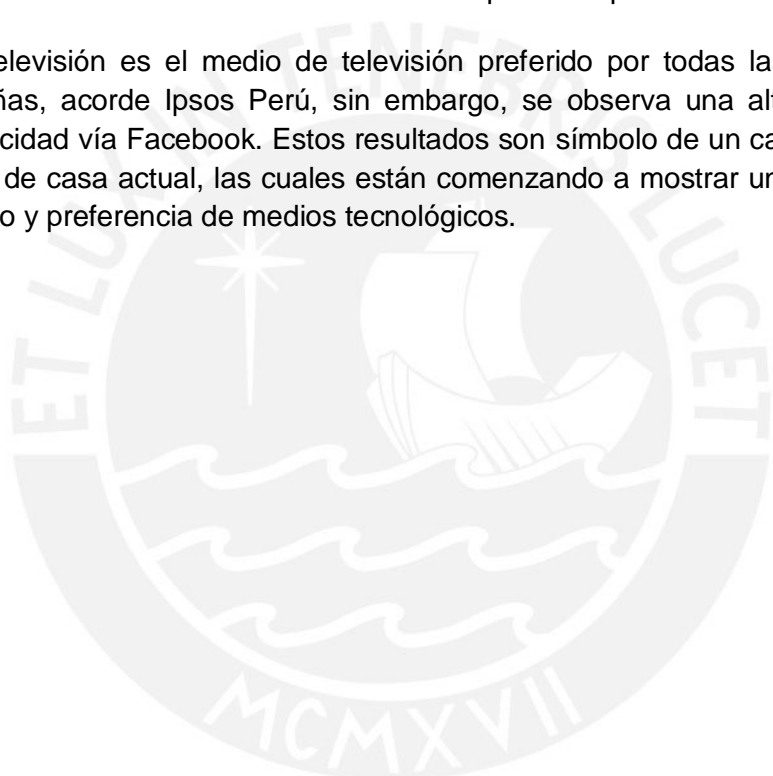 elevisión es el medio de televisión preferido por todas la
ñas, acorde Ipsos Perú, sin embargo, se observa una al
cidad vía Facebook. Estos resultados son símbolo de un ca
de casa actual, las cuales están comenzando a mostrar un
o y preferencia de medios tecnológicos.
ET LUX IN TENEBRIS LUCET
MCMXVII